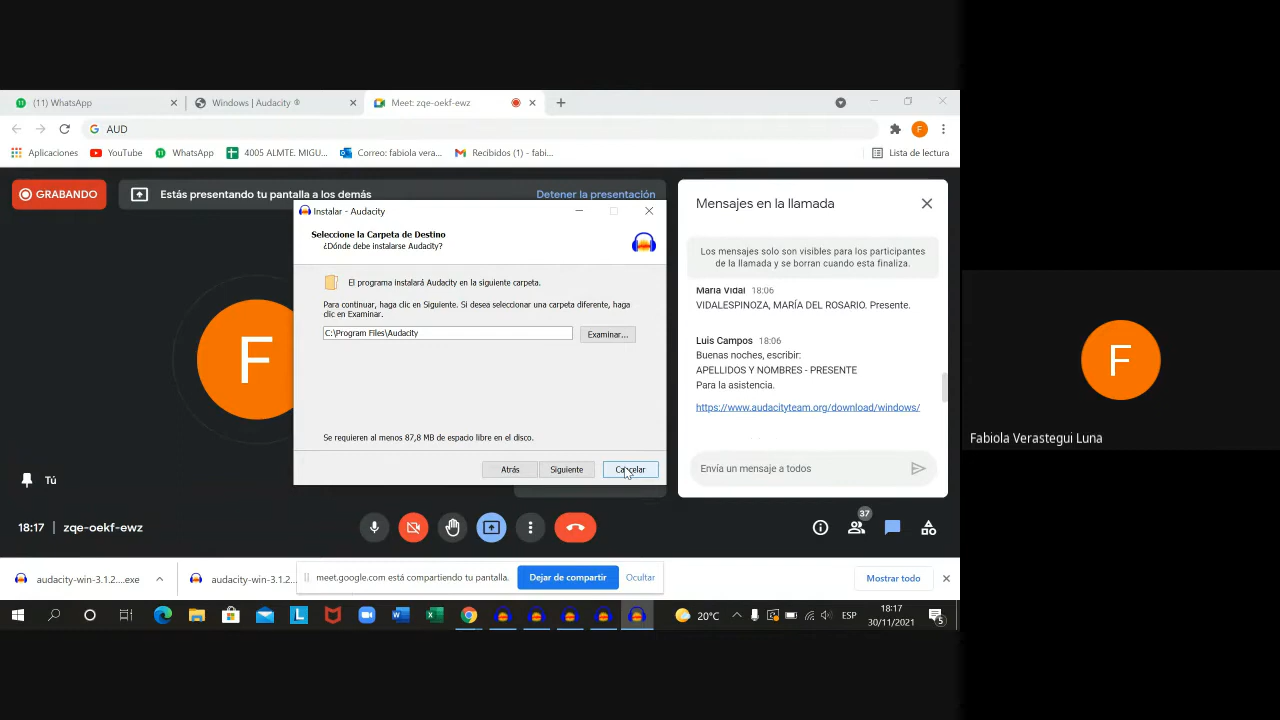 (11) WhatsApp
Windows | Audacity ®
Meet: zqe-oekf-ewz
AUD
F
Aplicaciones
YouTube
WhatsApp
4005 ALMTE. MIGU...
Correo: fabiola vera...
Recibidos (1) - fabi...
Lista de lectura
GRABANDO
Estás presentando tu pantalla a los demás
Detener la presentación
Instalar - Audacity
Seleccione la Carpeta de Destino
¿Dónde debe instalarse Audacity?
El programa instalará Audacity en la siguiente carpeta.
Para continuar, haga clic en Siguiente. Si desea seleccionar una carpeta diferente, haga
clic en Examinar.
C:\Program Files\Audacity
Examinar...
Se requieren al menos 87,8 MB de espacio libre en el disco.
Atrás
Siguiente
Cancelar
F
Tú
Mensajes en la llamada
Los mensajes solo son visibles para los participantes
de la llamada y se borran cuando esta finaliza.
María Vidal 18:06
VIDALESPINOZA, MARÍA DEL ROSARIO. Presente.
Luis Campos 18:06
Buenas noches, escribir:
APELLIDOS Y NOMBRES - PRESENTE
Para la asistencia.
https://www.audacityteam.org/download/windows/
Envía un mensaje a todos
18:17 | zqe-oekf-ewz
37
audacity-win-3.1.2....exe
audacity-win-3.1.2...
meet.google.com está compartiendo tu pantalla.
Dejar de compartir
Ocultar
Mostrar todo
20°C
ESP
18:17
30/11/2021
5
F
Fabiola Verastegui Luna